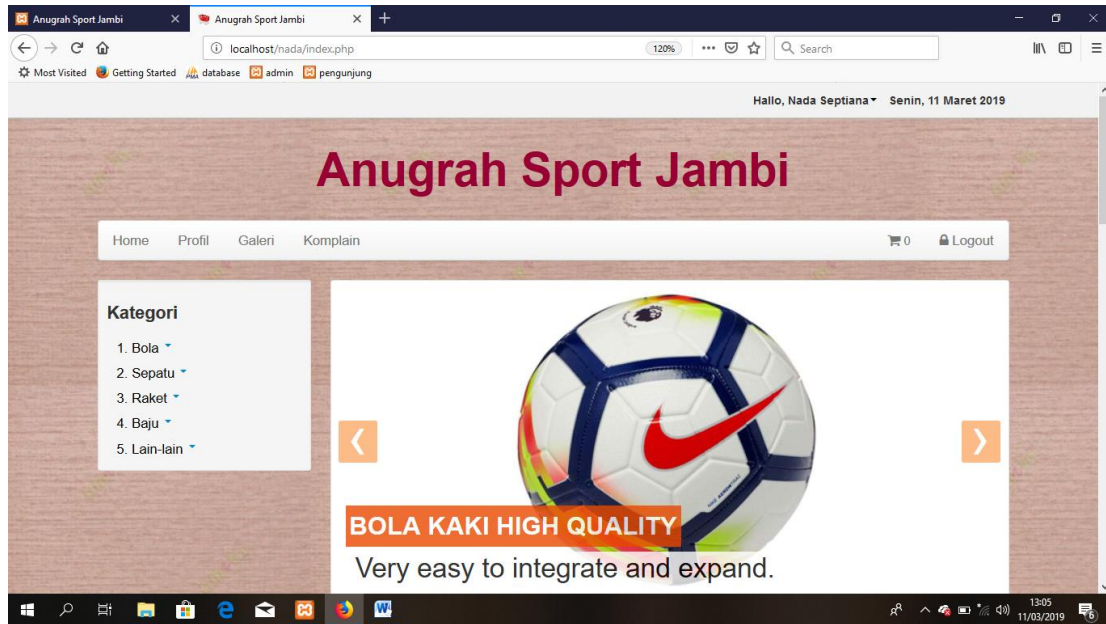 Anugrah Sport Jambi
Anugrah Sport Jambi
localhost/nada/index.php
120%
Search
Most Visited Getting Started database admin pengunjung
Hallo, Nada Septiana Senin, 11 Maret 2019
Anugrah Sport Jambi
Home Profil Galeri Komplain 0 Logout
Kategori
1. Bola
2. Sepatu
3. Raket
4. Baju
5. Lain-lain
BOLA KAKI HIGH QUALITY
Very easy to integrate and expand.
13:05
11/03/2019
6